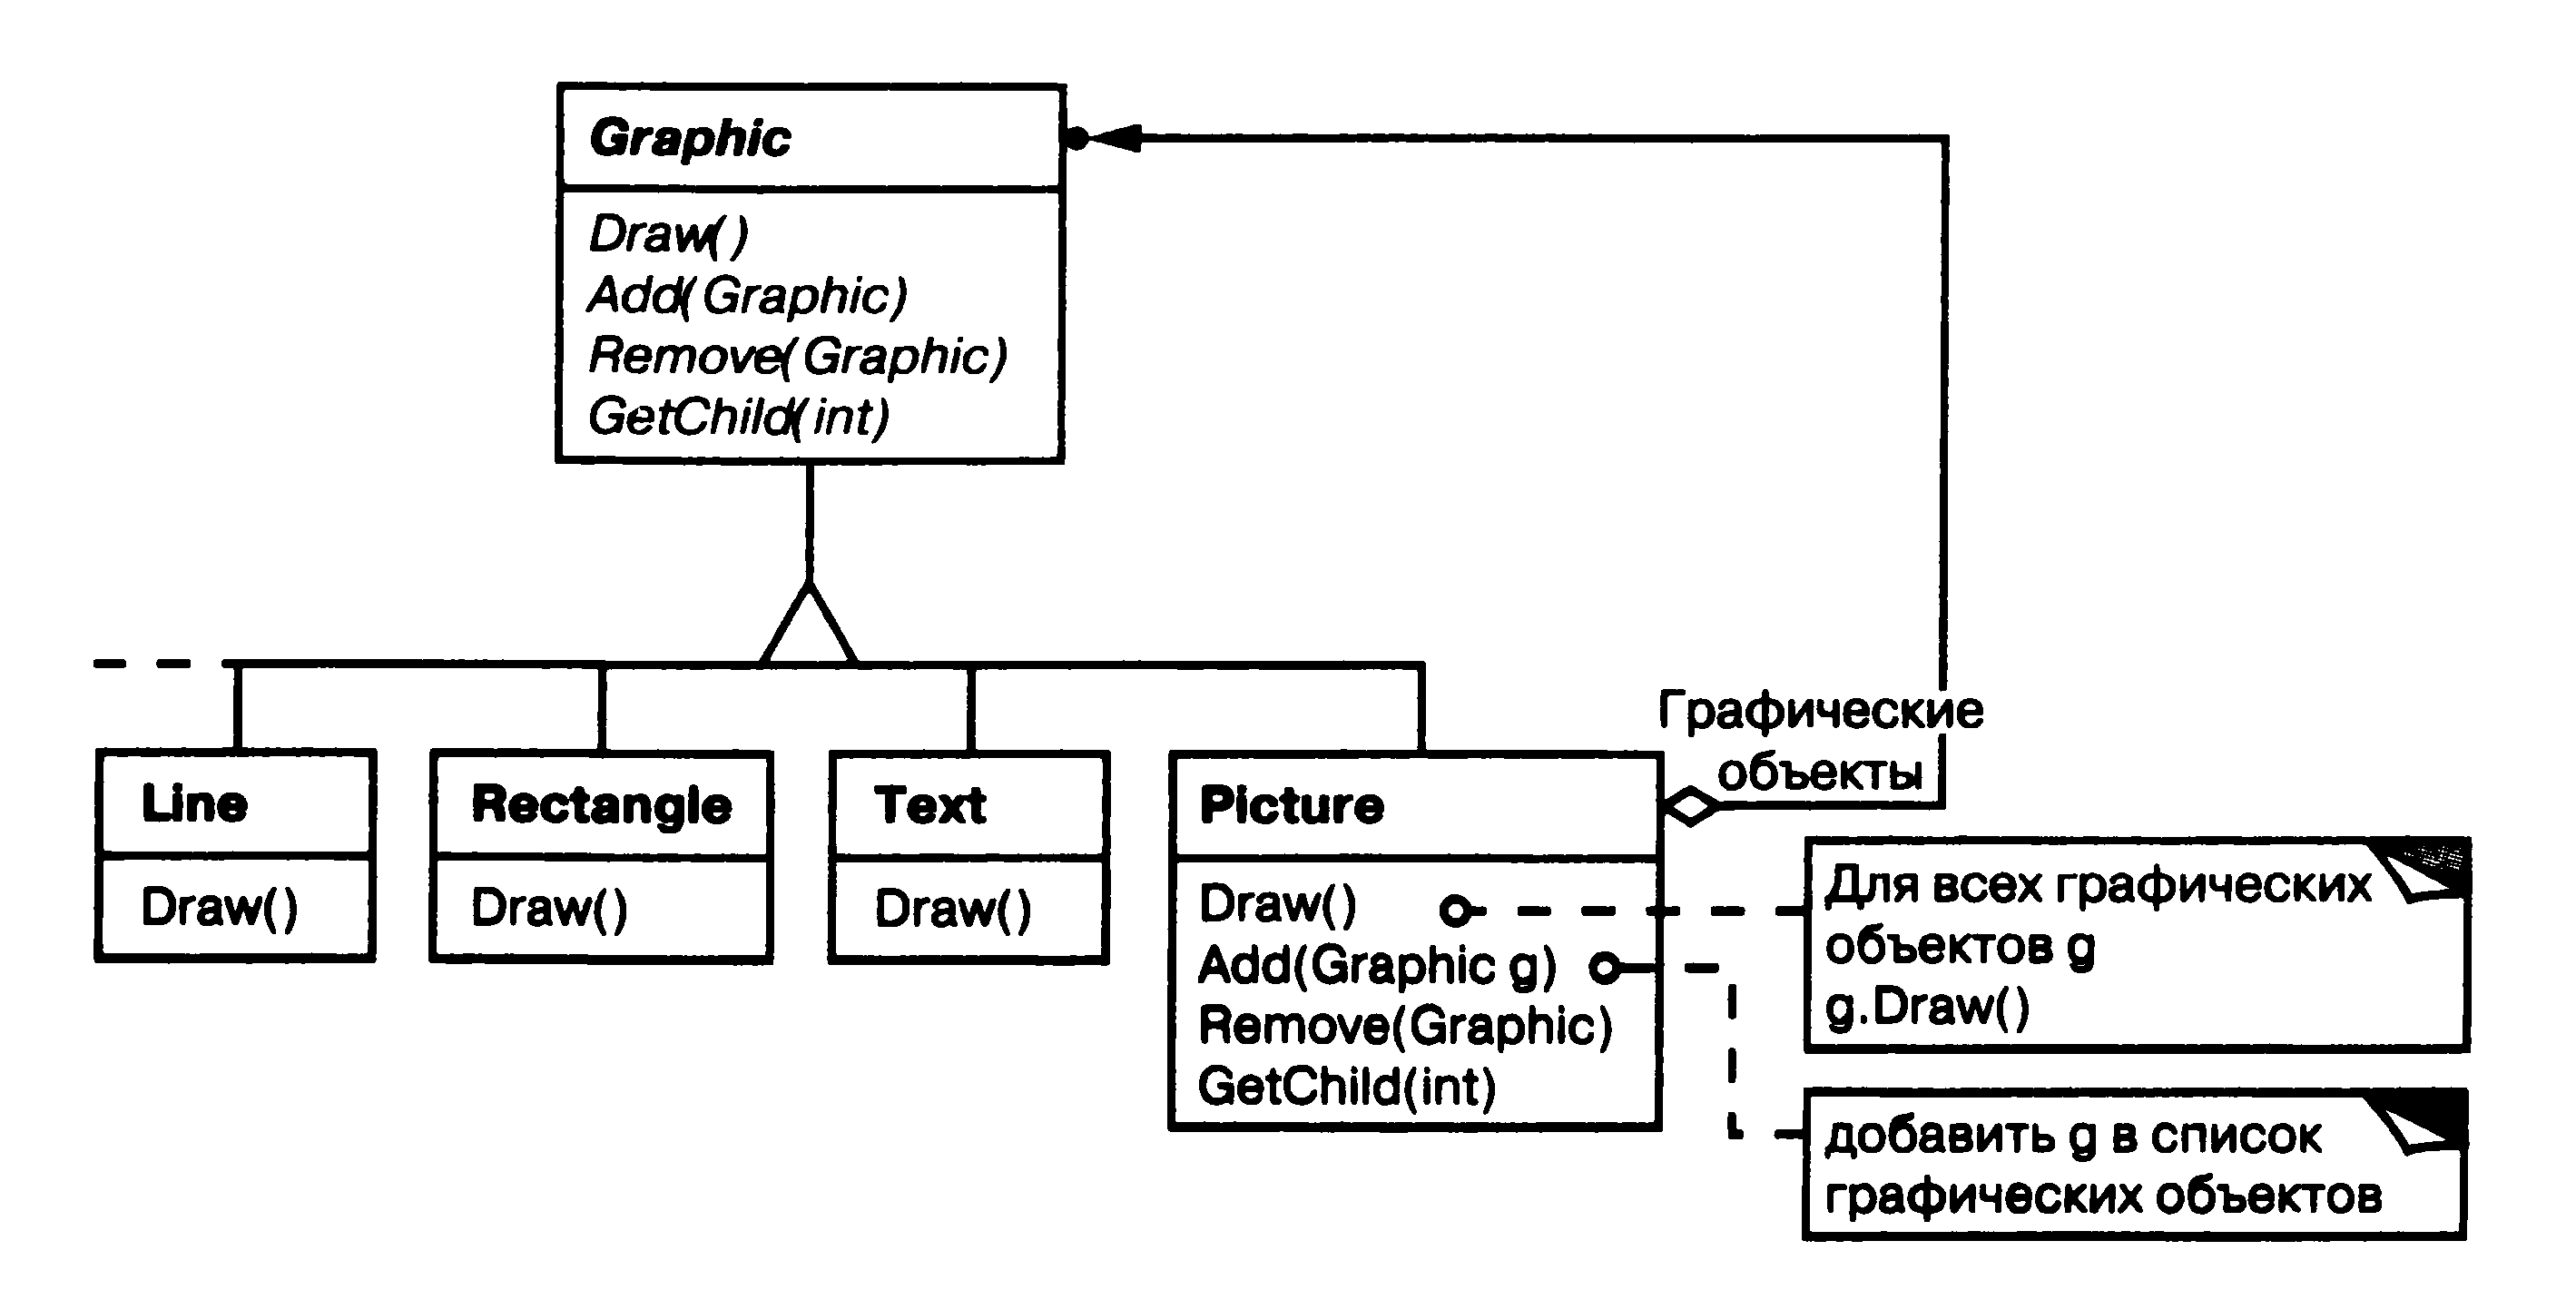 Graphic
Draw()
Add(Graphic)
Remove(Graphic)
GetChild(int)
Графические
объекты
Line
Draw()
Rectangle
Draw()
Text
Draw()
Picture
Draw()
Add(Graphic g)
Remove(Graphic)
GetChild(int)
Для всех графических
объектов g
g.Draw()
добавить g в список
графических объектов